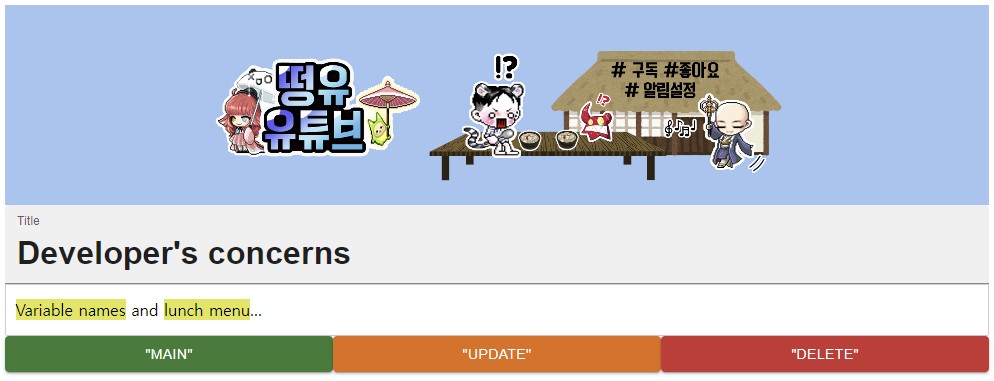 떵유
유튜브
!?
# 구독 #좋아요
# 알림설정
!?
Title
Developer's concerns
Variable names and lunch menu...
"MAIN"
"UPDATE"
"DELETE"